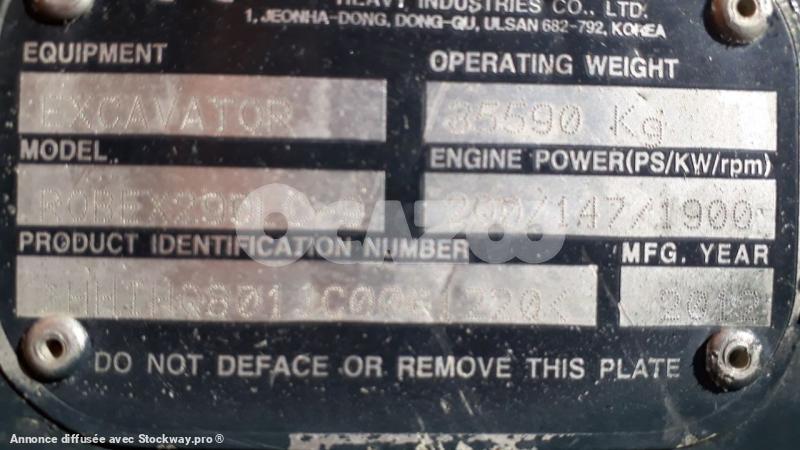 HEAVY INDUSTRIES CO., LTD.
1, JEONHA-DONG, DONG-QU, ULSAN 682-792, KOREA
EQUIPMENT
OPERATING WEIGHT
EXCAVATOR
35590 Kg
MODEL
ENGINE POWER(PS/KW/rpm)
OCAZOO
200/147/1900
PRODUCT IDENTIFICATION NUMBER
MFG. YEAR
2012
DO NOT DEFACE OR REMOVE THIS PLATE
Annonce diffusée avec Stockway.pro®